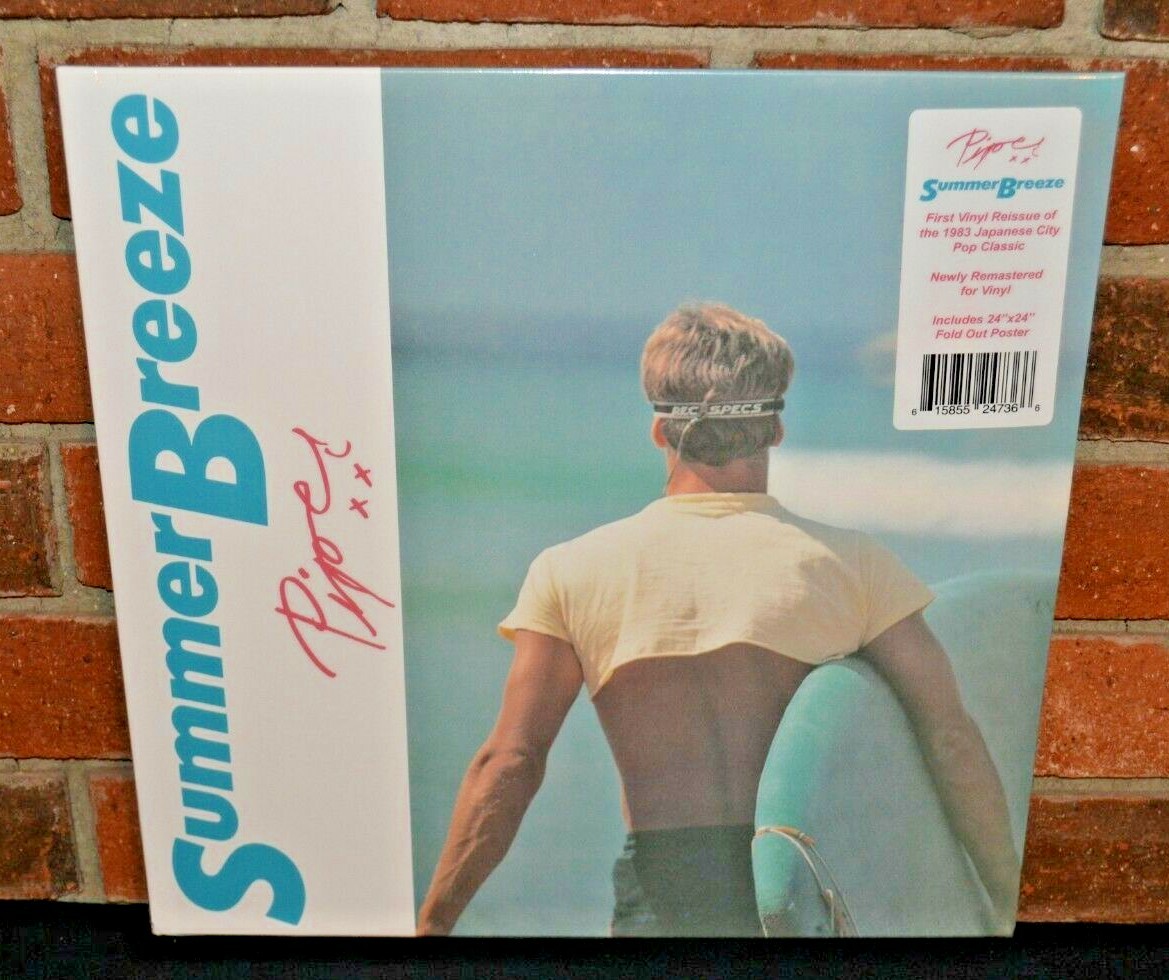 SummerBreeze
Piper
REC SPECS
Piper
SummerBreeze
First Vinyl Reissue of
the 1983 Japanese City
Pop Classic
Newly Remastered
for Vinyl
Includes 24"x24"
Fold Out Poster
6 15855 24736 6